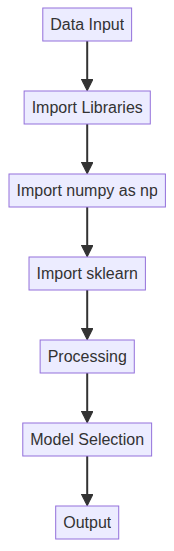 Data Input
Import Libraries
Import numpy as np
Import sklearn
Processing
Model Selection
Output